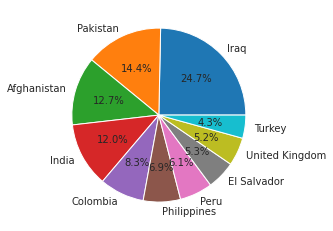 Iraq
24.7%
Pakistan
14.4%
Afghanistan
12.7%
India
12.0%
Colombia
8.3%
Philippines
6.9%
Peru
6.1%
El Salvador
5.3%
United Kingdom
5.2%
Turkey
4.3%